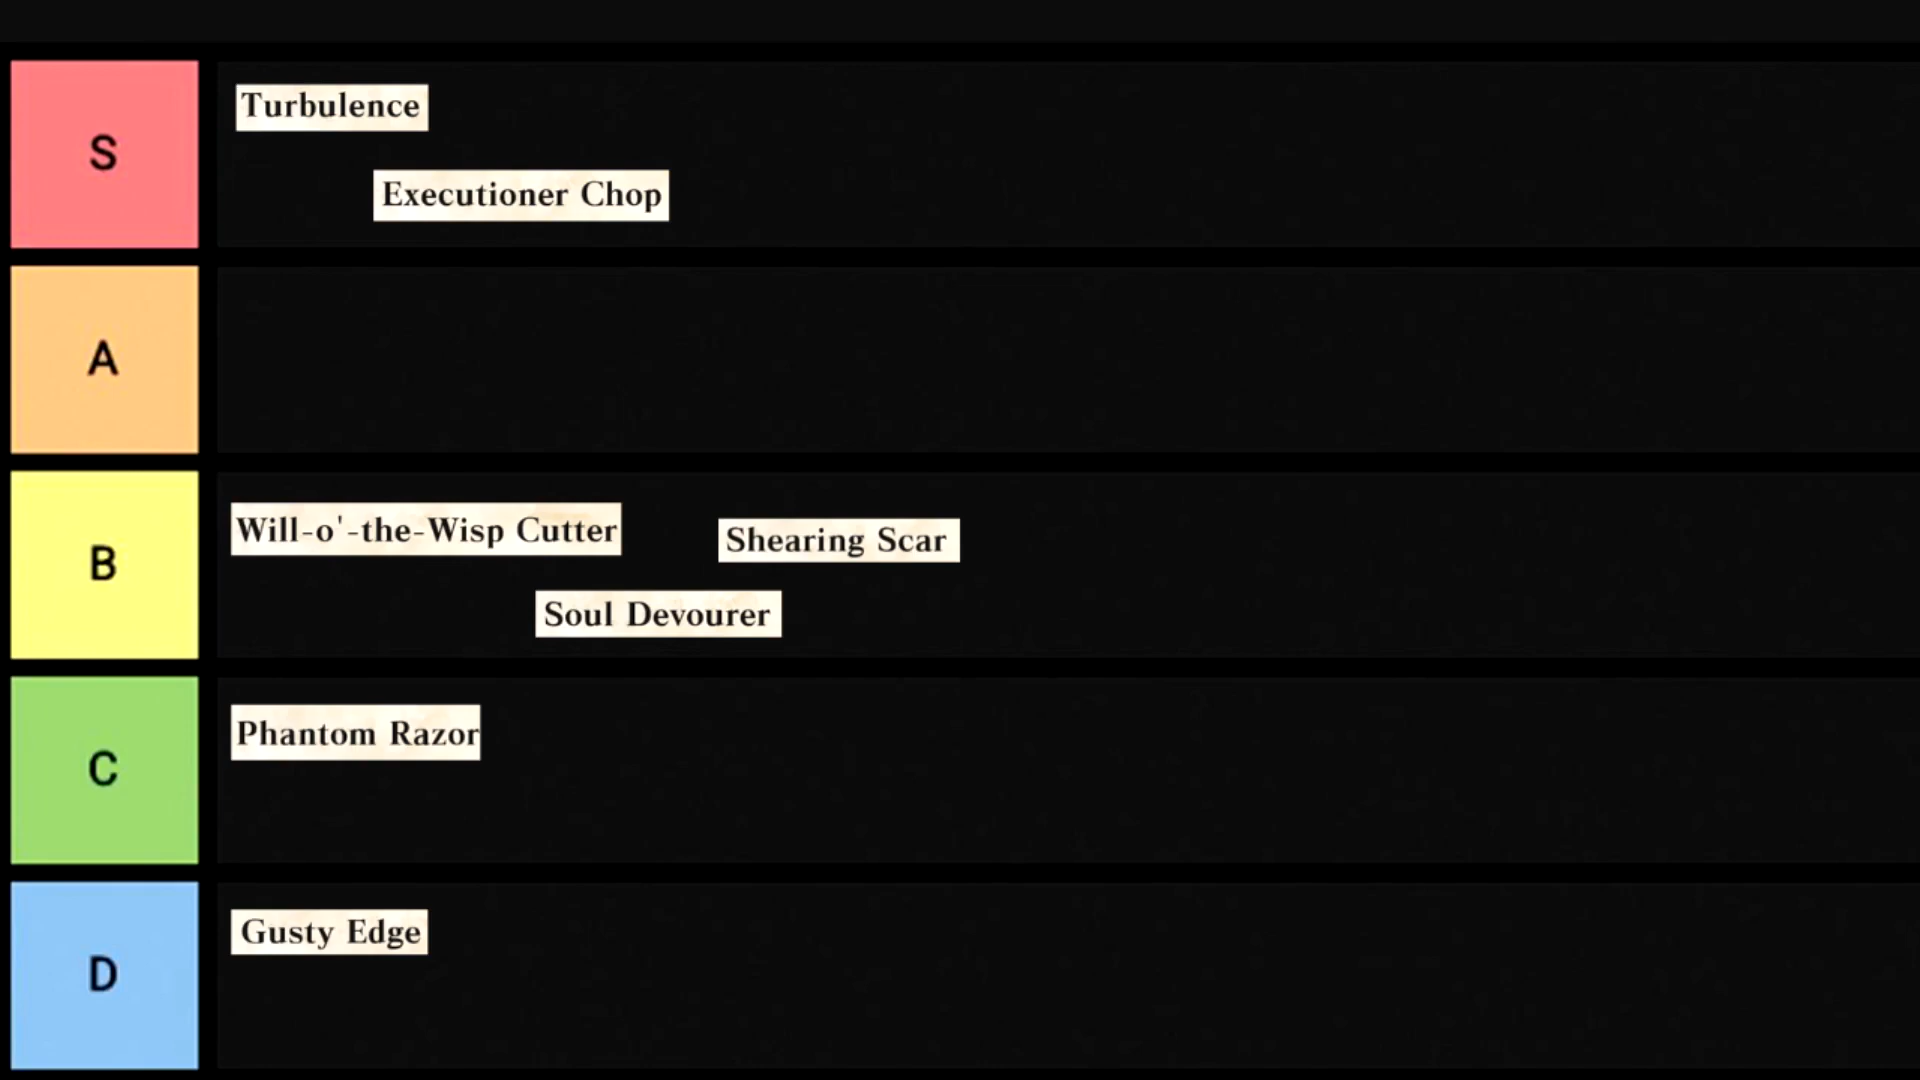 S
Turbulence
Executioner Chop
A
B
Will-o'-the-Wisp Cutter
Shearing Scar
Soul Devourer
C
Phantom Razor
D
Gusty Edge